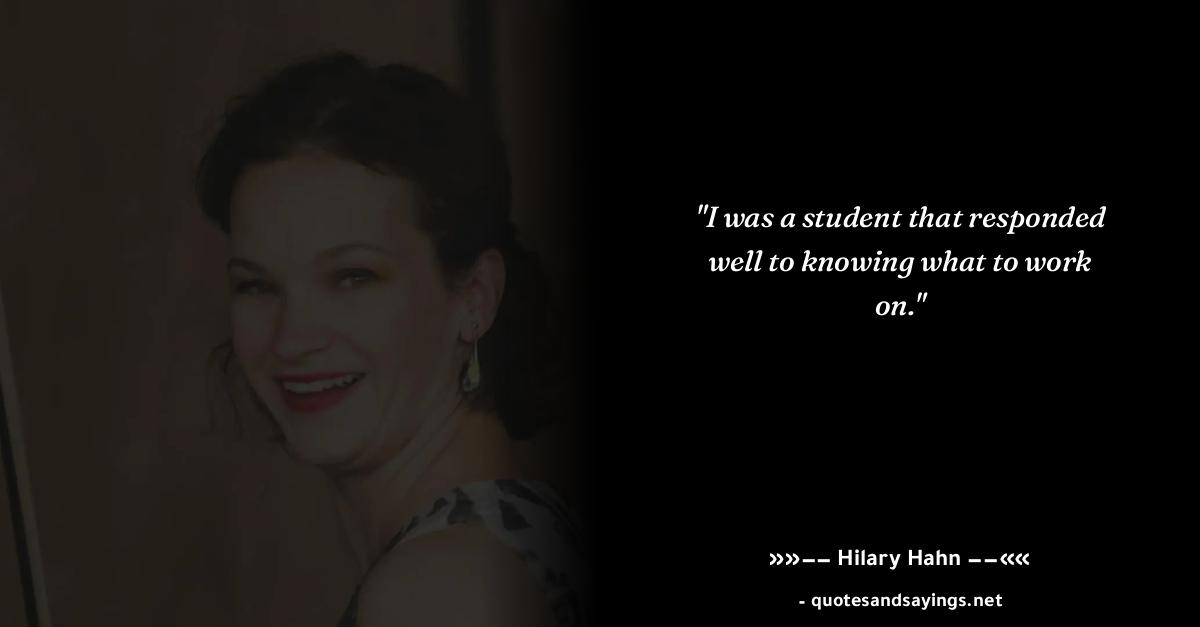 "I was a student that responded
well to knowing what to work
on."
»»−− Hilary Hahn −−««
- quotesandsayings.net